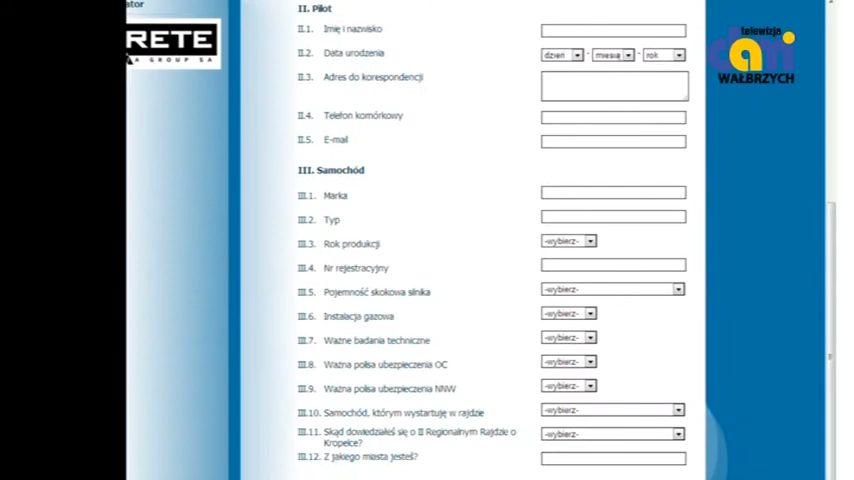 ator
II. Pilot
RETE
A GROUP SA
telewizja
dami
WAŁBRZYCH
II.1. Imię i nazwisko
II.2. Data urodzenia
dzień - miesią - rok
II.3. Adres do korespondencji
II.4. Telefon komórkowy
II.5. E-mail
III. Samochód
III.1. Marka
III.2. Typ
III.3. Rok produkcji -wybierz-
III.4. Nr rejestracyjny
III.5. Pojemność skokowa silnika -wybierz-
III.6. Instalacja gazowa -wybierz-
III.7. Ważne badania techniczne -wybierz-
III.8. Ważna polisa ubezpieczenia OC -wybierz-
III.9. Ważna polisa ubezpieczenia NNW -wybierz-
III.10. Samochód, którym wystartuję w rajdzie -wybierz-
III.11. Skąd dowiedziałeś się o II Regionalnym Rajdzie o -wybierz-
Kropelce?
III.12. Z jakiego miasta jesteś?